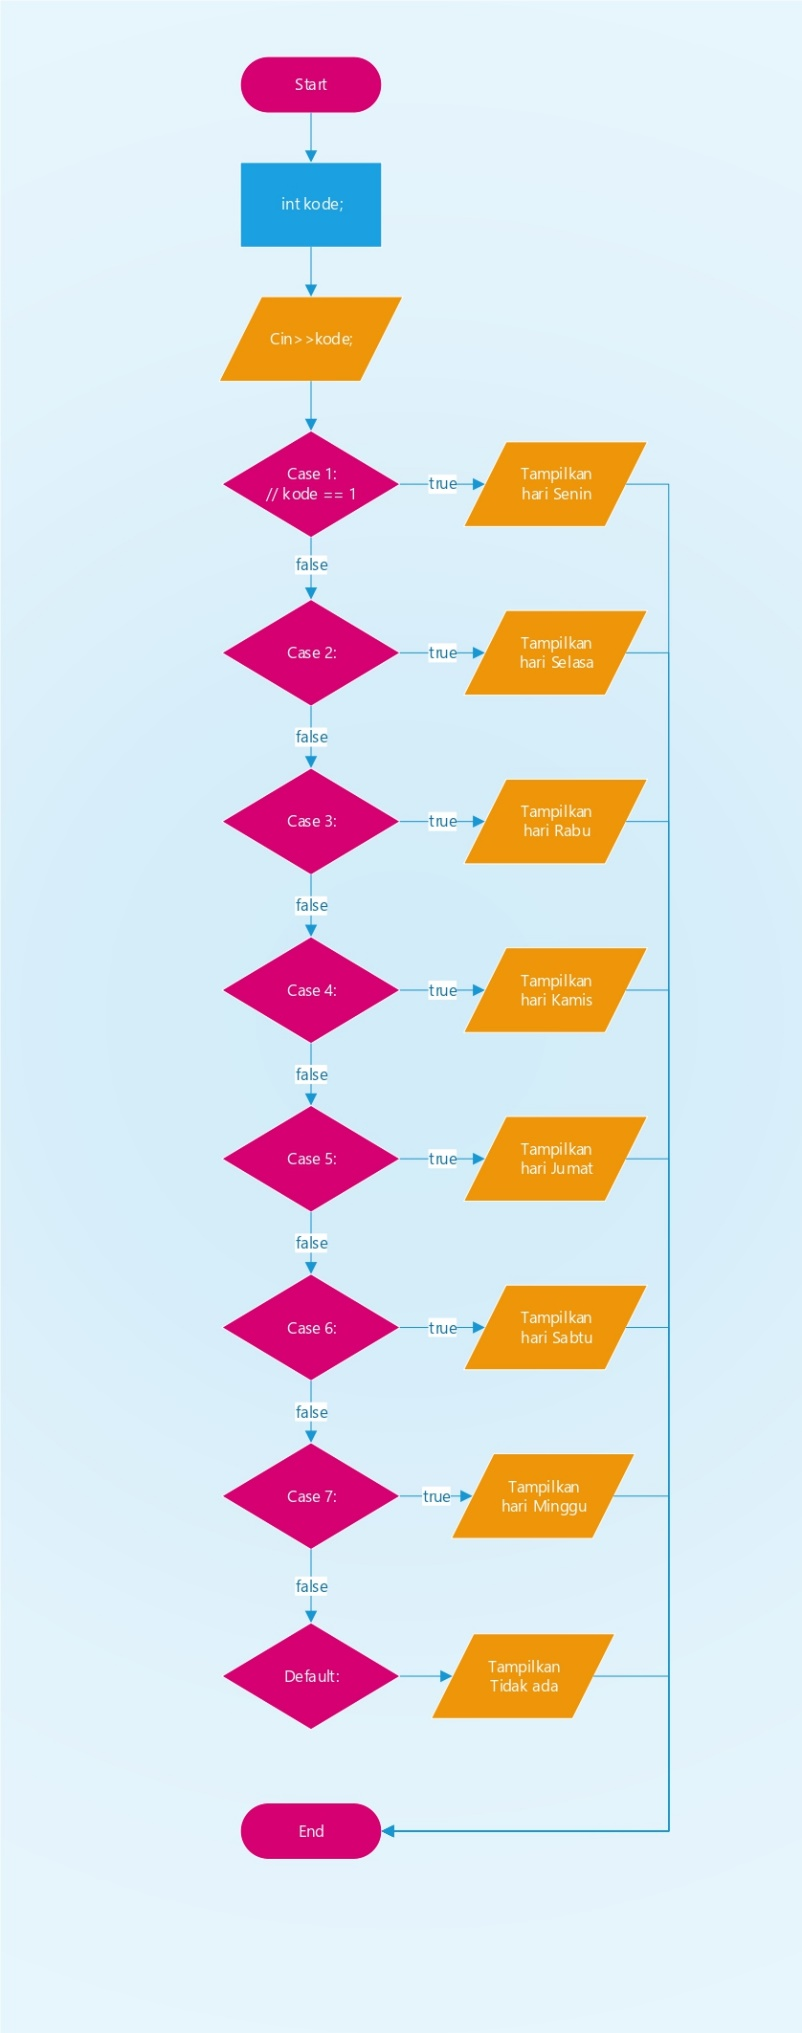 Start
int kode;
Cin>>kode;
Case 1:
// kode == 1
true
Tampilkan
hari Senin
false
Case 2:
true
Tampilkan
hari Selasa
false
Case 3:
true
Tampilkan
hari Rabu
false
Case 4:
true
Tampilkan
hari Kamis
false
Case 5:
true
Tampilkan
hari Jumat
false
Case 6:
true
Tampilkan
hari Sabtu
false
Case 7:
true
Tampilkan
hari Minggu
false
Default:
Tampilkan
Tidak ada
End